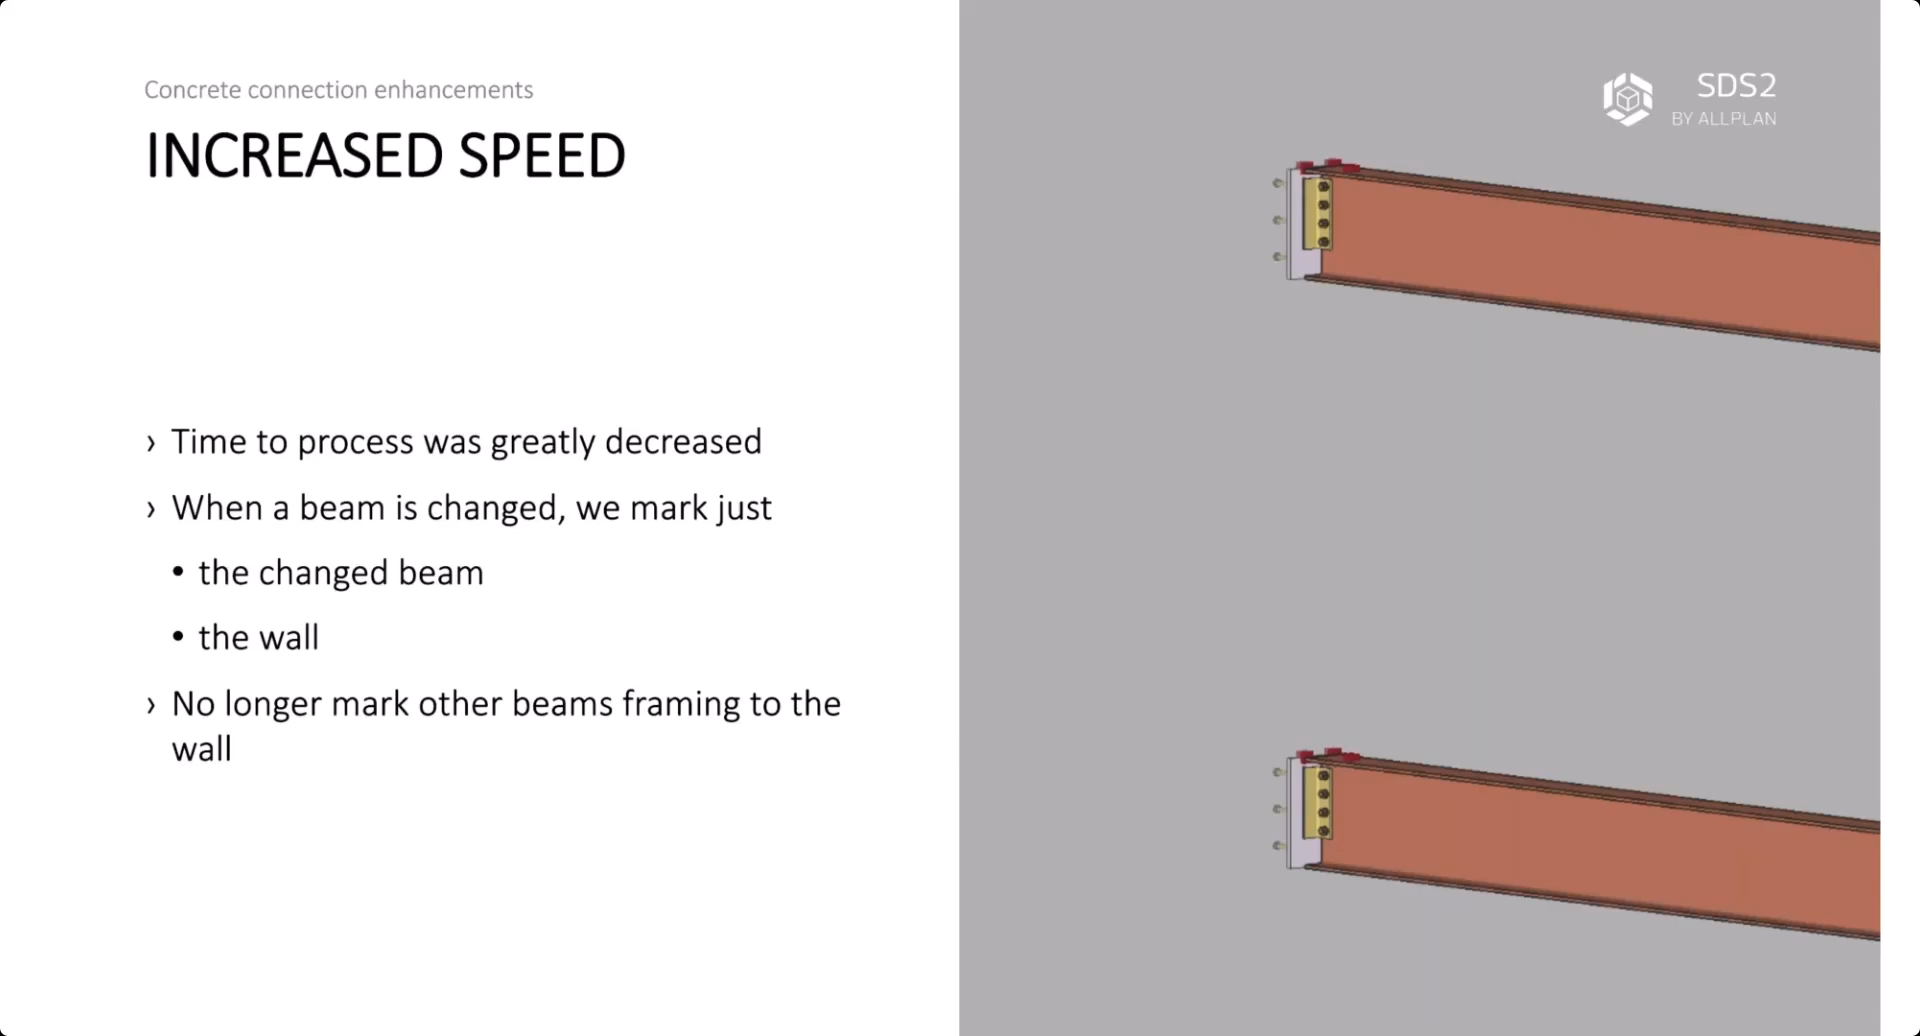 Concrete connection enhancements
INCREASED SPEED
› Time to process was greatly decreased
› When a beam is changed, we mark just
• the changed beam
• the wall
› No longer mark other beams framing to the
wall
SDS2
BY ALLPLAN